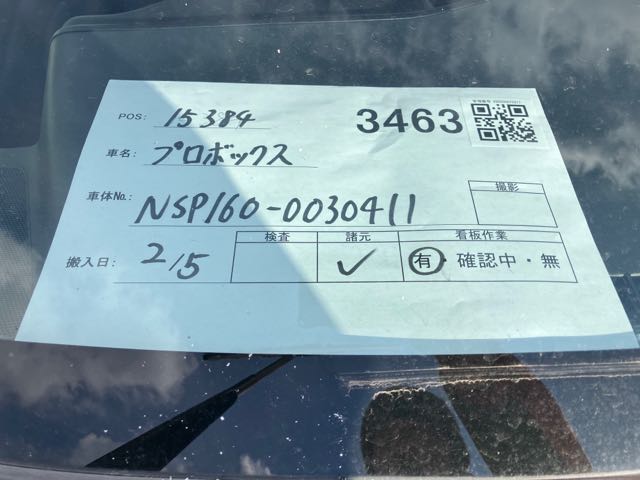 POS: 15384
3463
車名: プロボックス
車体No.: NSP160-0030411
撮影
搬入日: 2/5
検査 諸元 看板作業
✓ 有・確認中・無